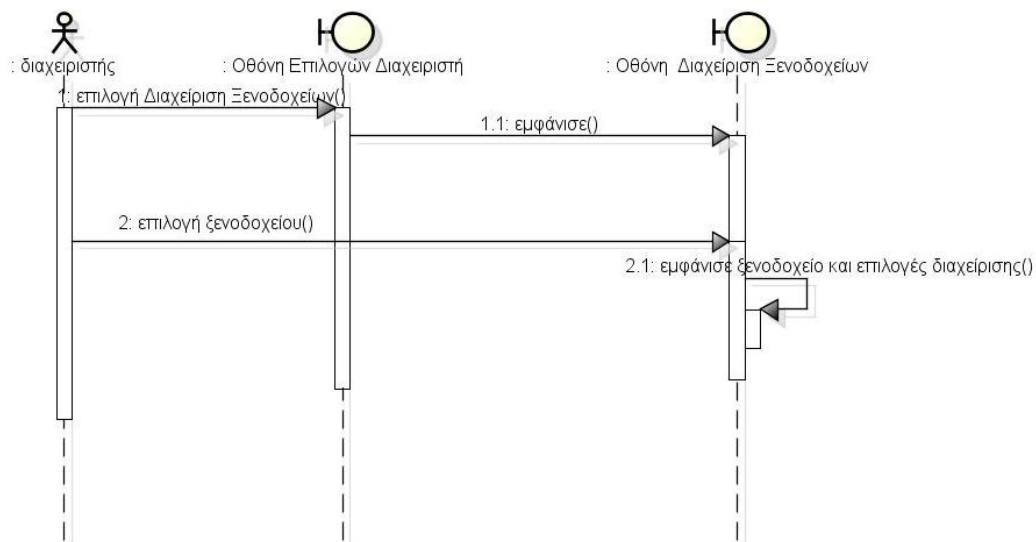 : διαχειριστής
: Οθόνη Επιλογών Διαχειριστή
: Οθόνη Διαχείριση Ξενοδοχείων
1: επιλογή Διαχείριση Ξενοδοχείων()
1.1: εμφάνισε()
2: επιλογή ξενοδοχείου()
2.1: εμφάνισε ξενοδοχείο και επιλογές διαχείρισης()